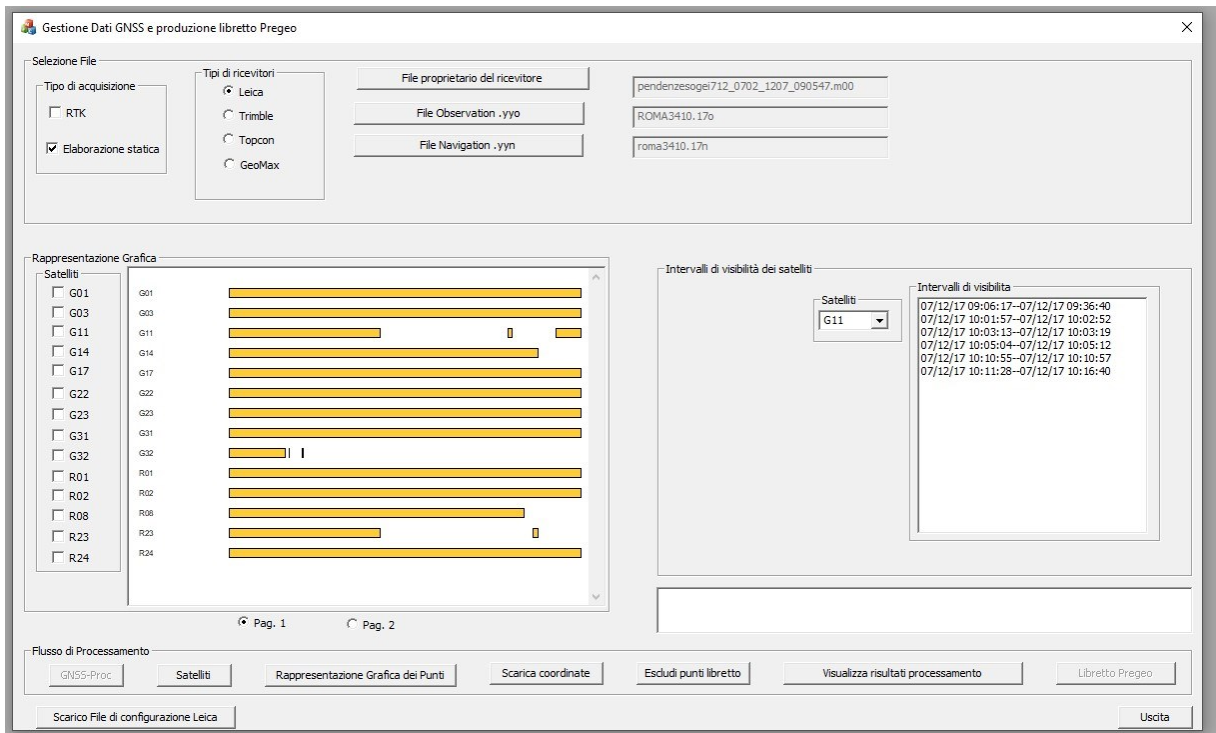 Gestione Dati GNSS e produzione libretto Pregeo
Selezione File
Tipo di acquisizione
RTK
Elaborazione statica
Tipi di ricevitori
Leica
Trimble
Topcon
GeoMax
File proprietario del ricevitore
File Observation .yyo
File Navigation .yyn
pendenzesogei712_0702_1207_090547.m00
ROMA3410.17o
roma3410.17n
Rappresentazione Grafica
Satelliti
G01
G03
G11
G14
G17
G22
G23
G31
G32
R01
R02
R08
R23
R24
G01
G03
G11
G14
G17
G22
G23
G31
G32
R01
R02
R08
R23
R24
Pag. 1
Pag. 2
Intervalli di visibilità dei satelliti
Satelliti
G11
Intervalli di visibilita
07/12/17 09:06:17--07/12/17 09:36:40
07/12/17 10:01:57--07/12/17 10:02:52
07/12/17 10:03:13--07/12/17 10:03:19
07/12/17 10:05:04--07/12/17 10:05:12
07/12/17 10:10:55--07/12/17 10:10:57
07/12/17 10:11:28--07/12/17 10:16:40
Flusso di Processamento
GNSS-Proc
Satelliti
Rappresentazione Grafica dei Punti
Scarica coordinate
Escludi punti libretto
Visualizza risultati processamento
Libretto Pregeo
Scarico File di configurazione Leica
Uscita